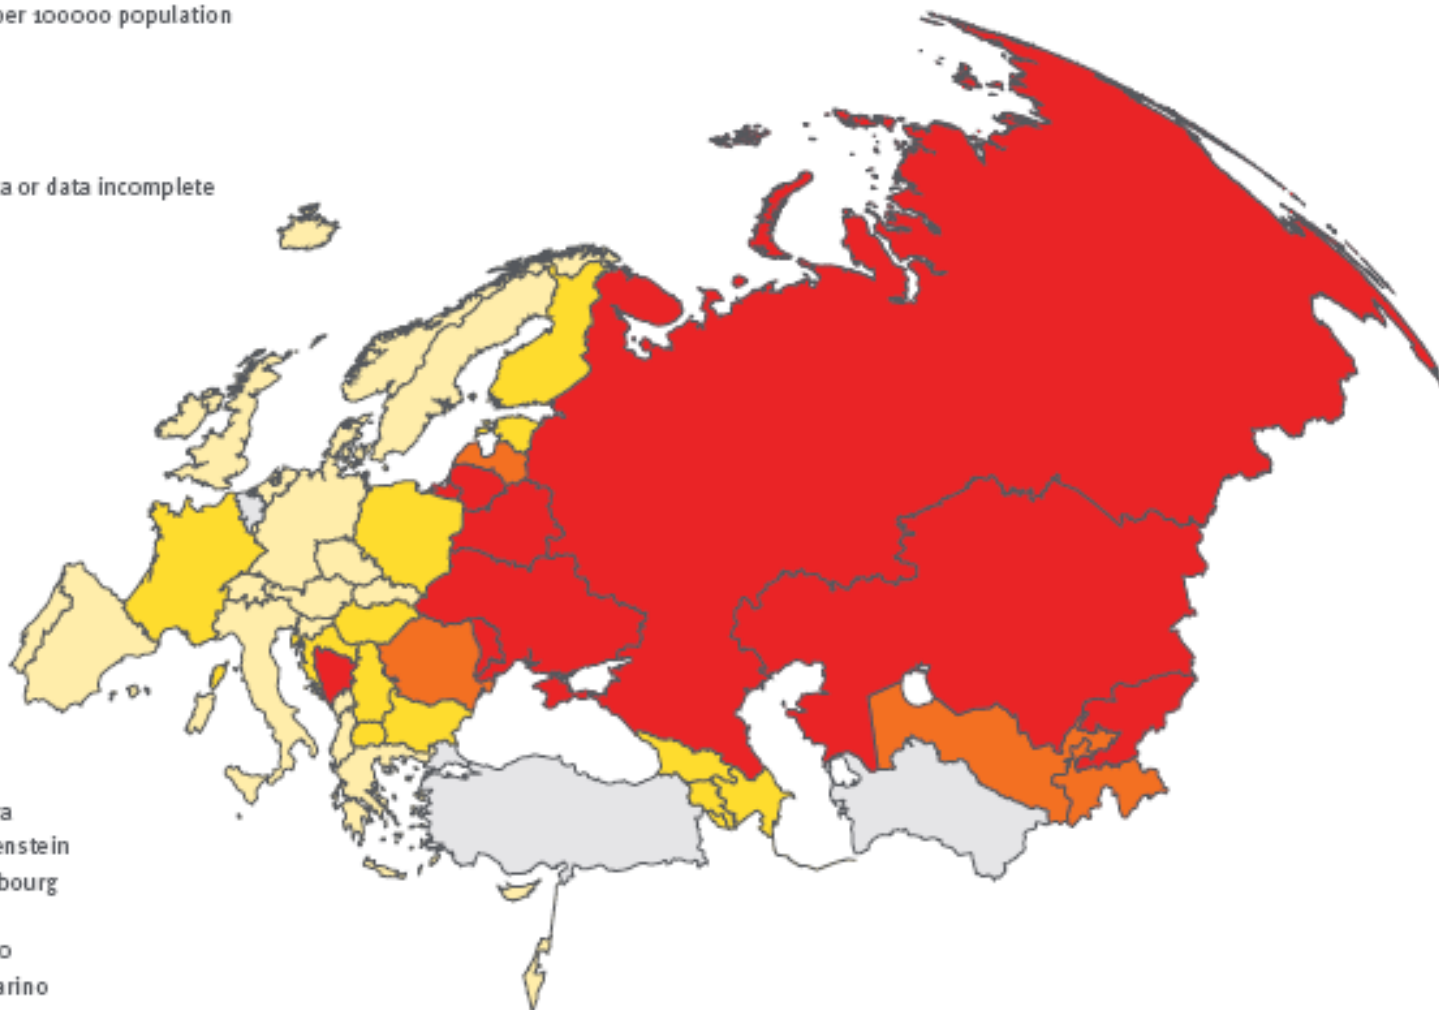 per 100000 population
a or data incomplete
a
enstein
bourg
o
arino